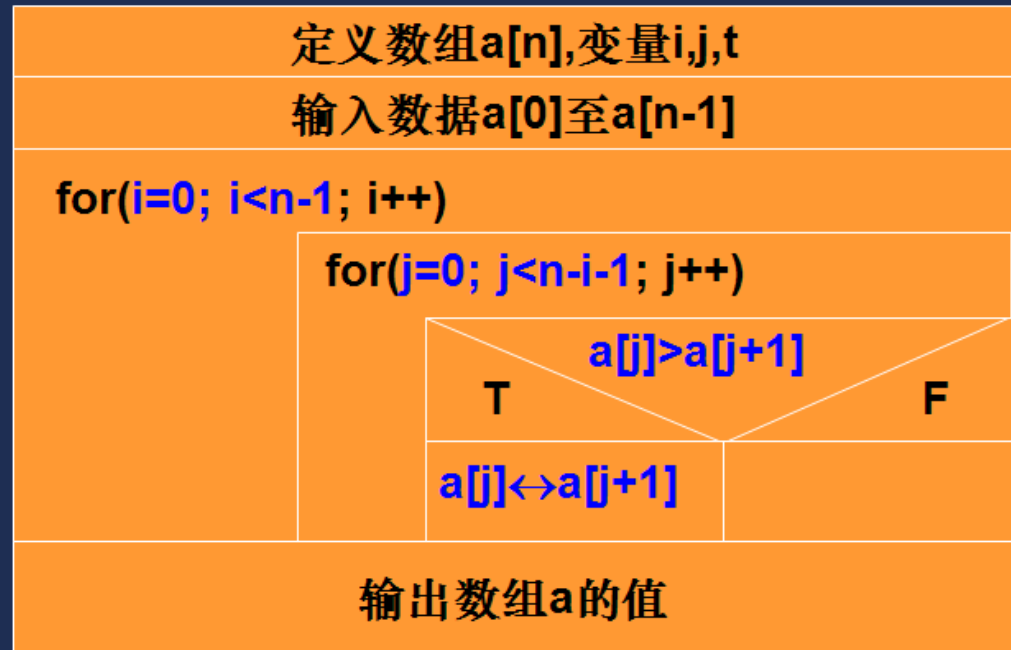 定义数组a[n],变量i,j,t
输入数据a[0]至a[n-1]
for(i=0; i<n-1; i++)
for(j=0; j<n-i-1; j++)
a[j]>a[j+1]
T
F
a[j]↔a[j+1]
输出数组a的值